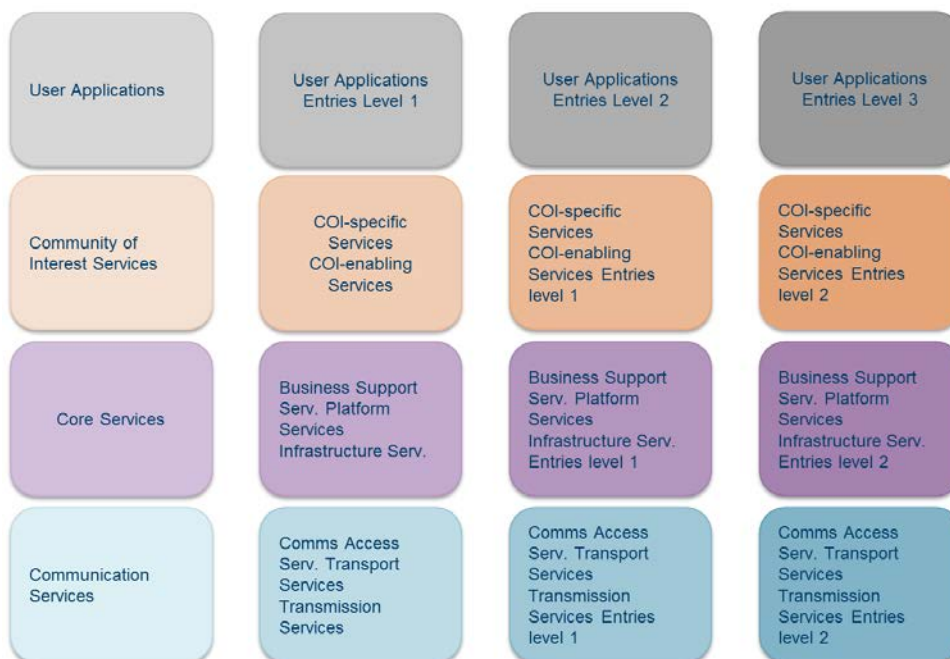 User Applications
User Applications
Entries Level 1
User Applications
Entries Level 2
User Applications
Entries Level 3
Community of
Interest Services
COI-specific
Services
COI-enabling
Services
COI-specific
Services
COI-enabling
Services Entries
level 1
COI-specific
Services
COI-enabling
Services Entries
level 2
Core Services
Business Support
Serv. Platform
Services
Infrastructure Serv.
Business Support
Serv. Platform
Services
Infrastructure Serv.
Entries level 1
Business Support
Serv. Platform
Services
Infrastructure Serv.
Entries level 2
Communication
Services
Comms Access
Serv. Transport
Services
Transmission
Services
Comms Access
Serv. Transport
Services
Transmission
Services Entries
level 1
Comms Access
Serv. Transport
Services
Transmission
Services Entries
level 2